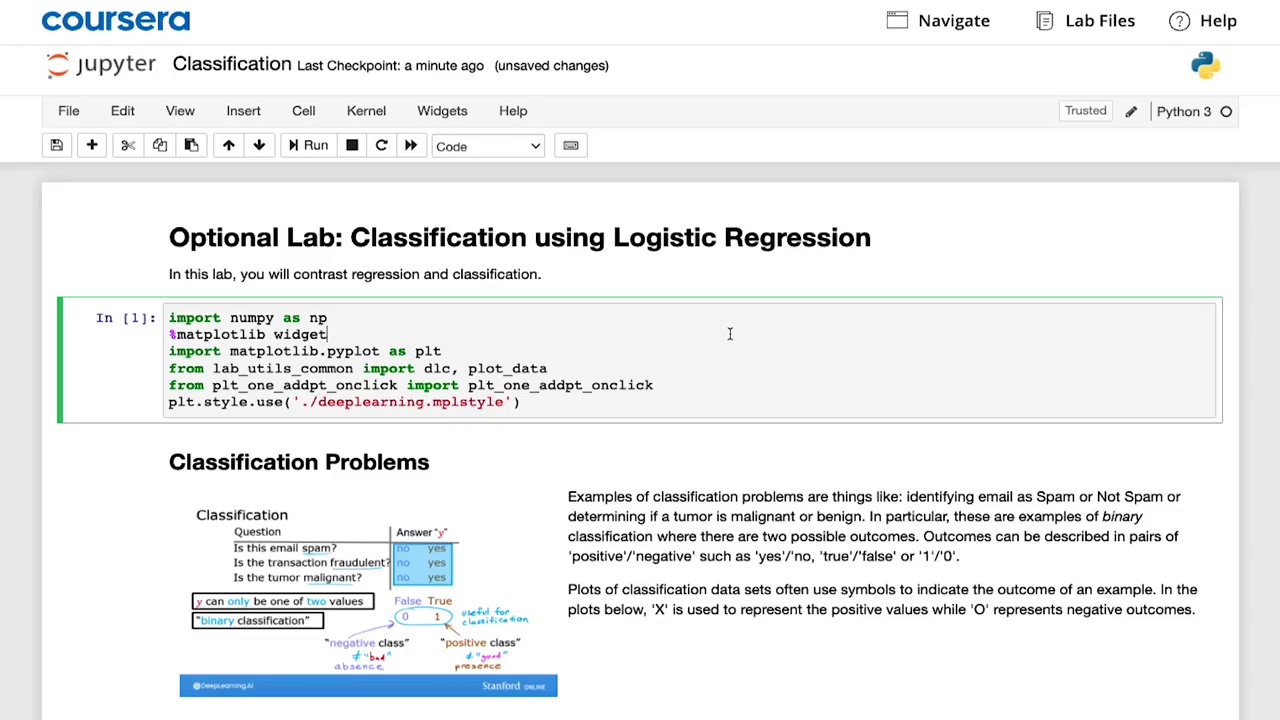 coursera
Navigate
Lab Files
Help
jupyter
Classification Last Checkpoint: a minute ago (unsaved changes)
File Edit View Insert Cell Kernel Widgets Help
Trusted
Python 3
Run
Code
Optional Lab: Classification using Logistic Regression
In this lab, you will contrast regression and classification.
In [1]:
import numpy as np
%matplotlib widget
import matplotlib.pyplot as plt
from lab_utils_common import dlc, plot_data
from plt_one_addpt_onclick import plt_one_addpt_onclick
plt.style.use('./deeplearning.mplstyle')
Classification Problems
Classification
Question Answer "y"
Is this email spam? no yes
Is the transaction fraudulent? no yes
Is the tumor malignant? no yes
y can only be one of two values
"binary classification"
False True
0 1
useful for
classification
"negative class"
≠ "bad"
absence
"positive class"
≠ "good"
presence
DeepLearning.AI
Stanford ONLINE
Examples of classification problems are things like: identifying email as Spam or Not Spam or
determining if a tumor is malignant or benign. In particular, these are examples of binary
classification where there are two possible outcomes. Outcomes can be described in pairs of
'positive'/'negative' such as 'yes'/'no, 'true'/'false' or '1'/'0'.
Plots of classification data sets often use symbols to indicate the outcome of an example. In the
plots below, 'X' is used to represent the positive values while 'O' represents negative outcomes.